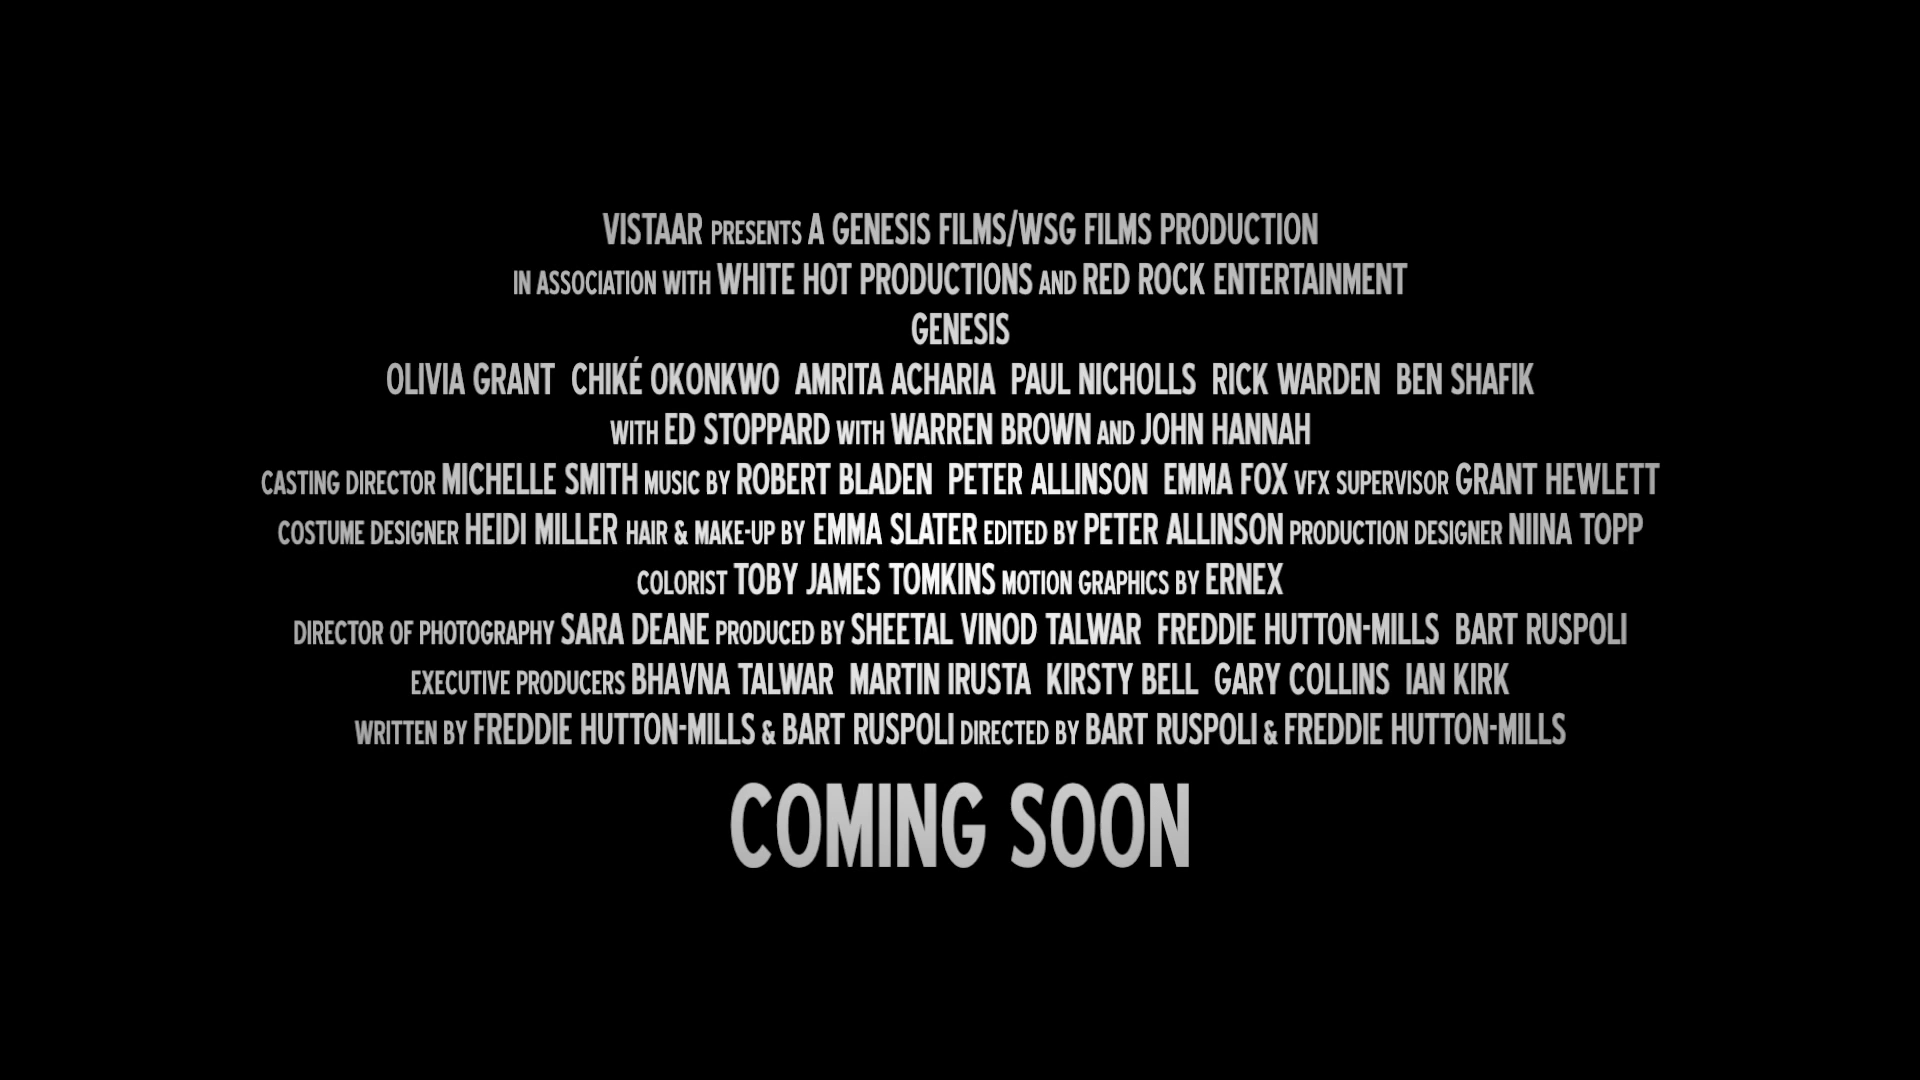 VISTAAR PRESENTS A GENESIS FILMS/WSG FILMS PRODUCTION
IN ASSOCIATION WITH WHITE HOT PRODUCTIONS AND RED ROCK ENTERTAINMENT
GENESIS
OLIVIA GRANT CHIKÉ OKONKWO AMRITA ACHARIA PAUL NICHOLLS RICK WARDEN BEN SHAFIK
WITH ED STOPPARD WITH WARREN BROWN AND JOHN HANNAH
CASTING DIRECTOR MICHELLE SMITH MUSIC BY ROBERT BLADEN PETER ALLINSON EMMA FOX VFX SUPERVISOR GRANT HEWLETT
COSTUME DESIGNER HEIDI MILLER HAIR & MAKE-UP BY EMMA SLATER EDITED BY PETER ALLINSON PRODUCTION DESIGNER NIINA TOPP
COLORIST TOBY JAMES TOMKINS MOTION GRAPHICS BY ERNEX
DIRECTOR OF PHOTOGRAPHY SARA DEANE PRODUCED BY SHEETAL VINOD TALWAR FREDDIE HUTTON-MILLS BART RUSPOLI
EXECUTIVE PRODUCERS BHAVNA TALWAR MARTIN IRUSTA KIRSTY BELL GARY COLLINS IAN KIRK
WRITTEN BY FREDDIE HUTTON-MILLS & BART RUSPOLI DIRECTED BY BART RUSPOLI & FREDDIE HUTTON-MILLS
COMING SOON